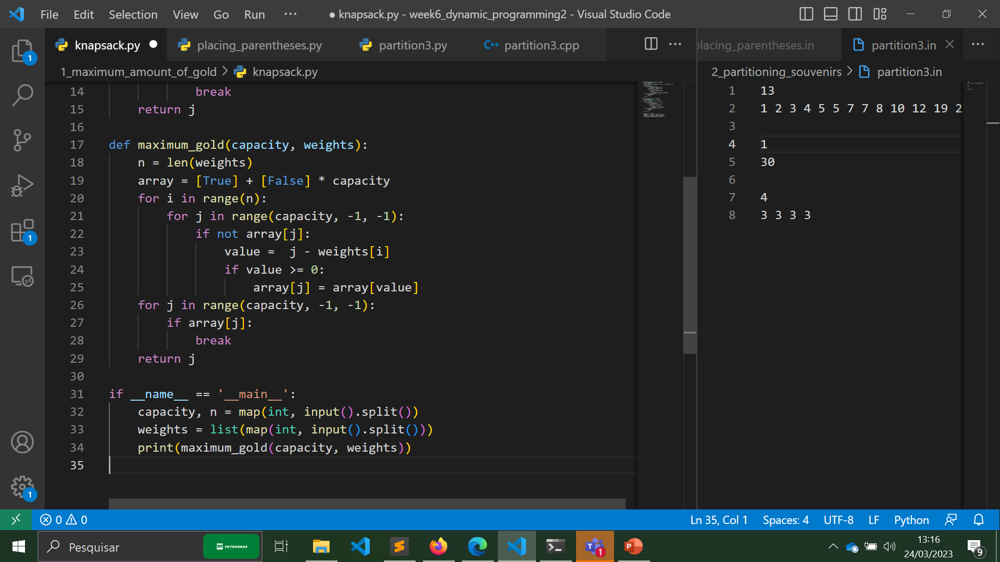 File Edit Selection View Go Run ··· ● knapsack.py - week6_dynamic_programming2 - Visual Studio Code
knapsack.py ● placing_parentheses.py partition3.py partition3.cpp ··· placing_parentheses.in partition3.in ···
1_maximum_amount_of_gold > knapsack.py
2_partitioning_souvenirs > partition3.in
14 break
15 return j
16
17 def maximum_gold(capacity, weights):
18 n = len(weights)
19 array = [True] + [False] * capacity
20 for i in range(n):
21 for j in range(capacity, -1, -1):
22 if not array[j]:
23 value =  j - weights[i]
24 if value >= 0:
25 array[j] = array[value]
26 for j in range(capacity, -1, -1):
27 if array[j]:
28 break
29 return j
30
31 if __name__ == '__main__':
32 capacity, n = map(int, input().split())
33 weights = list(map(int, input().split()))
34 print(maximum_gold(capacity, weights))
35
1 13
2 1 2 3 4 5 5 7 7 8 10 12 19 2
3
4 1
5 30
6
7 4
8 3 3 3 3
1
1
1
0 0 Ln 35, Col 1 Spaces: 4 UTF-8 LF Python
Pesquisar BR PETROBRAS 1 13:16
24/03/2023 9